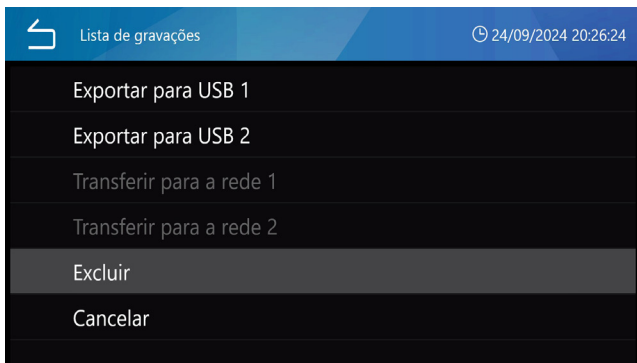 Lista de gravações
24/09/2024 20:26:24
Exportar para USB 1
Exportar para USB 2
Transferir para a rede 1
Transferir para a rede 2
Excluir
Cancelar